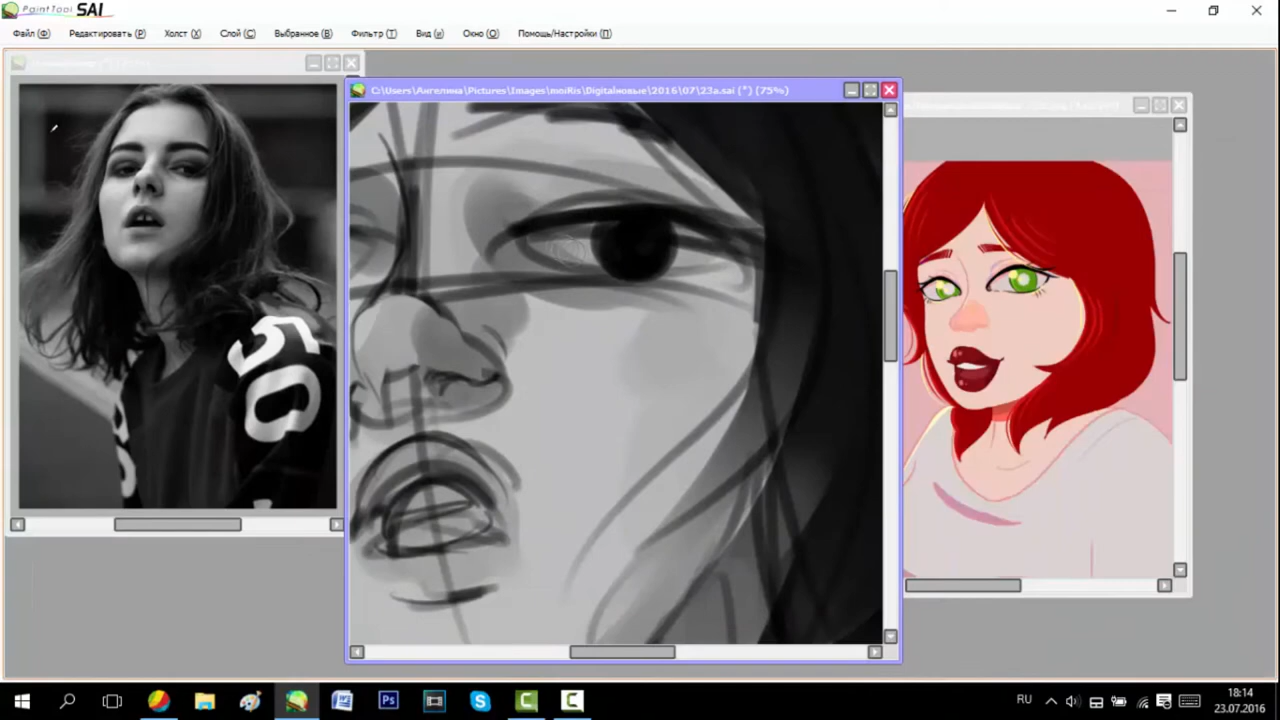 PaintTool SAI
Файл (Ф) Редактировать (Р) Холст (Х) Слой (С) Выбранное (В) Фильтр (Т) Вид (и) Окно (О) Помощь/Настройки (П)
C:\Users\Ангелина\Pictures\Images\moiRis\Digitalновые\2016\07\23a.sai (*) (75%)
50
RU
18:14
23.07.2016